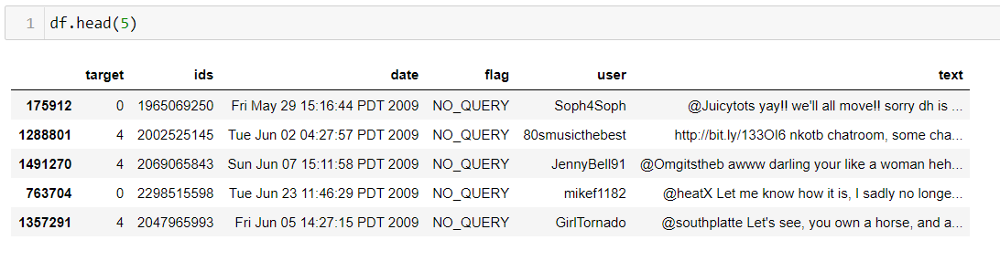 1 df.head(5)
target ids date flag user text
175912 0 1965069250 Fri May 29 15:16:44 PDT 2009 NO_QUERY Soph4Soph @Juicytots yay!! we'll all move!! sorry dh is ...
1288801 4 2002525145 Tue Jun 02 04:27:57 PDT 2009 NO_QUERY 80smusicthebest http://bit.ly/133OI6 nkotb chatroom, some cha...
1491270 4 2069065843 Sun Jun 07 15:11:58 PDT 2009 NO_QUERY JennyBell91 @Omgitstheb awww darling your like a woman heh...
763704 0 2298515598 Tue Jun 23 11:46:29 PDT 2009 NO_QUERY mikef1182 @heatX Let me know how it is, I sadly no longe...
1357291 4 2047965993 Fri Jun 05 14:27:15 PDT 2009 NO_QUERY GirlTornado @southplatte Let's see, you own a horse, and a...